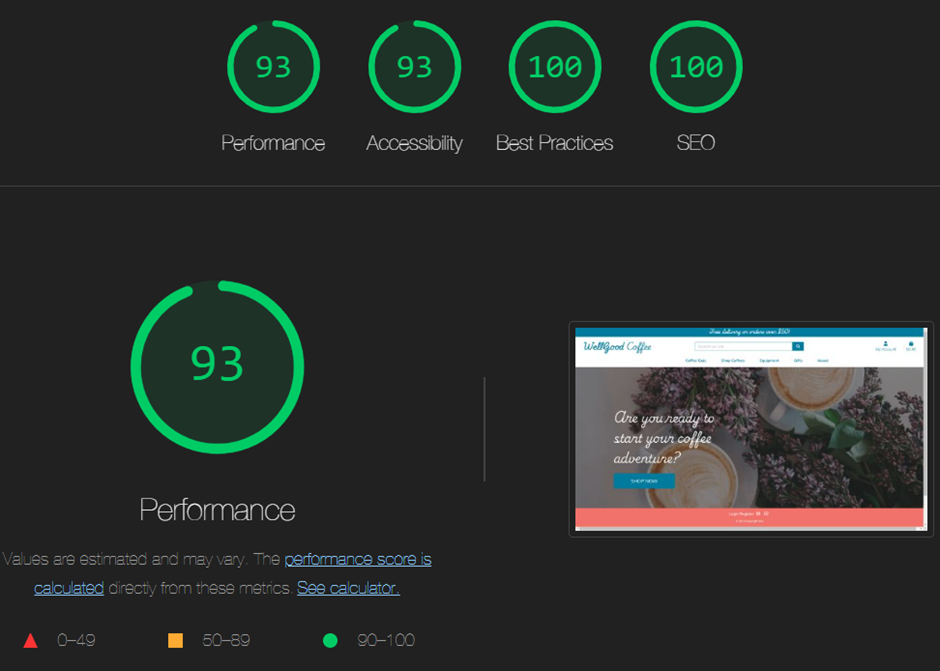 93
93
100
100
Performance
Accessibility
Best Practices
SEO
93
Performance
Values are estimated and may vary. The performance score is
calculated directly from these metrics. See calculator.
0–49
50–89
90–100
Free delivery on orders over $50!
WellGood Coffee
My Account
Shop Coffees
Equipment
Gifts
About
Are you ready to
start your coffee
adventure?
SHOP NOW
Login/Register